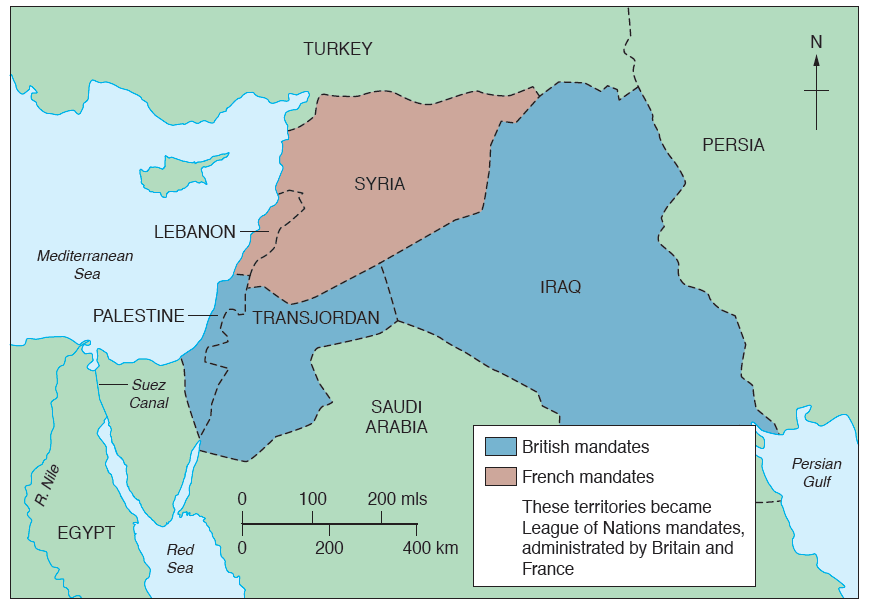 TURKEY
N
PERSIA
SYRIA
LEBANON
Mediterranean
Sea
IRAQ
PALESTINE
TRANSJORDAN
Suez
Canal
SAUDI
ARABIA
R. Nile
EGYPT
Red
Sea
0 100 200 mls
0 200 400 km
British mandates
French mandates
These territories became
League of Nations mandates,
administrated by Britain and
France
Persian
Gulf